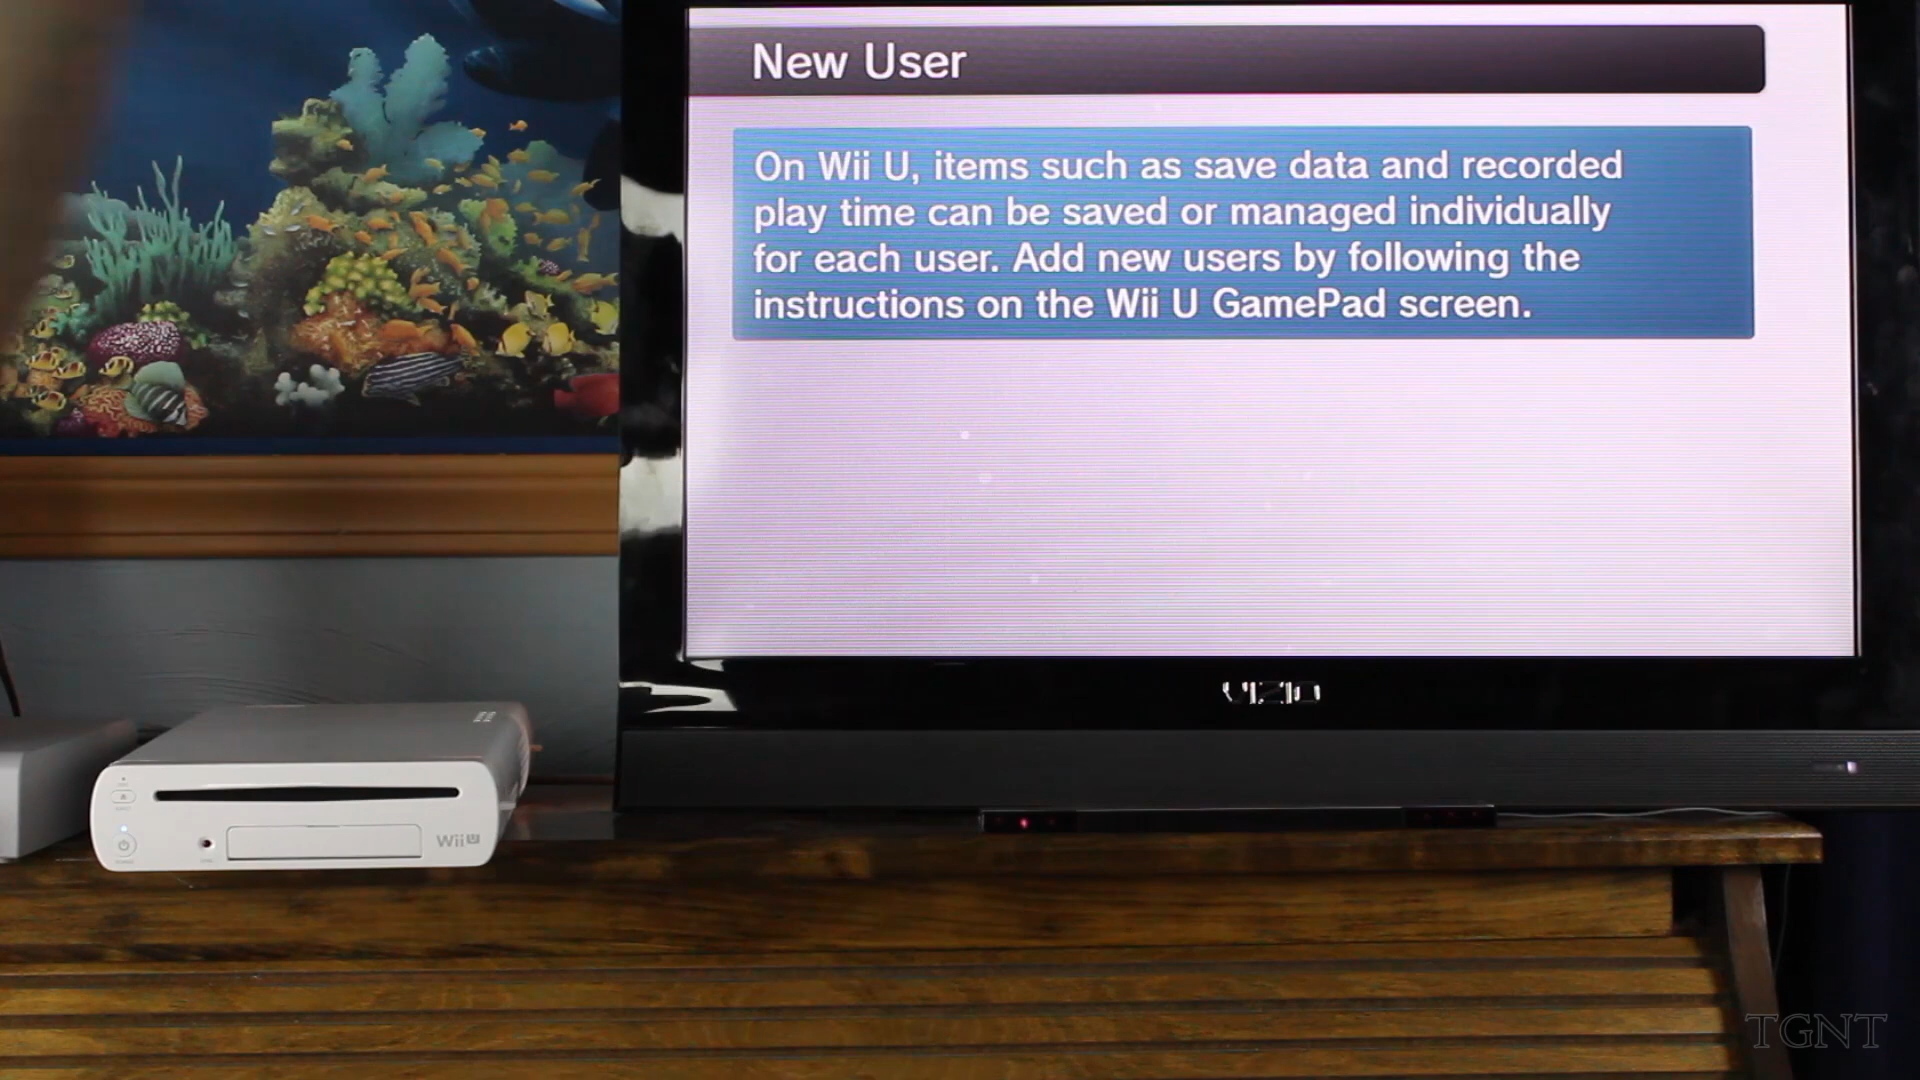 New User
On Wii U, items such as save data and recorded
play time can be saved or managed individually
for each user. Add new users by following the
instructions on the Wii U GamePad screen.
VIZIO
Wii U
TGNT